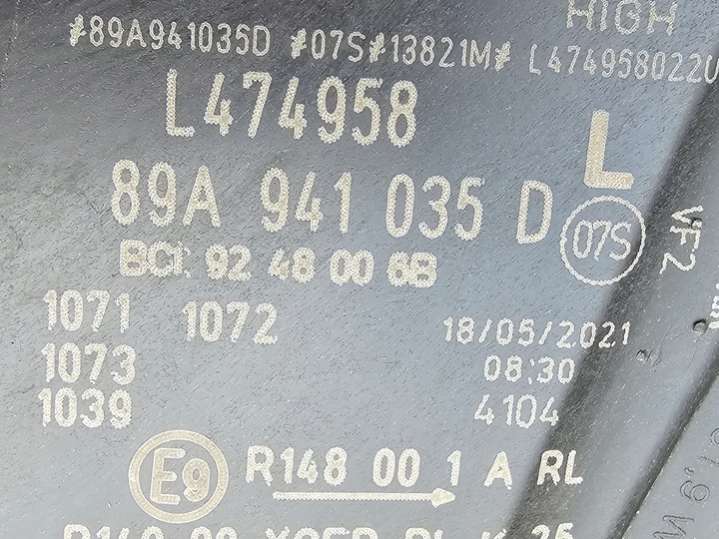 HIGH
#89A941035D #07S#13821M# L474958022U
L474958
L
89A 941 035 D
07S
VF2
BCI: 92 48 00 6B
1071 1072
18/05/2021
1073
08:30
1039
4104
E9
R148 00 1 A RL